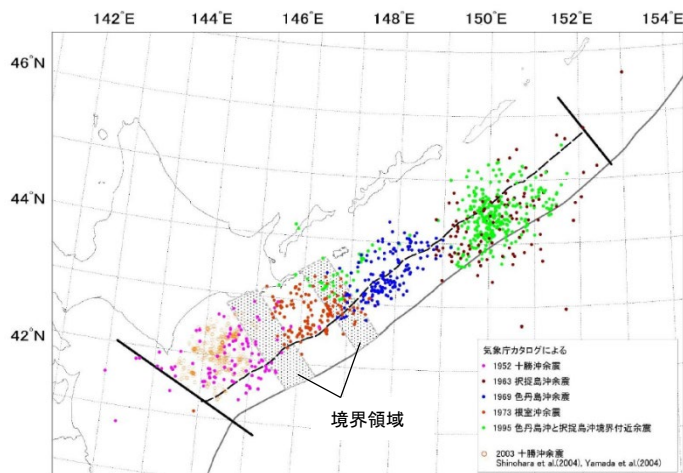 142°E 144°E 146°E 148°E 150°E 152°E 154°E
46°N
44°N
42°N
境界領域
気象庁カタログによる
1952 十勝沖余震
1963 択捉島沖余震
1969 色丹島沖余震
1973 根室沖余震
1995 色丹島沖と択捉島沖境界付近余震
2003 十勝沖余震
Shinohara et al.(2004), Yamada et al.(2004)